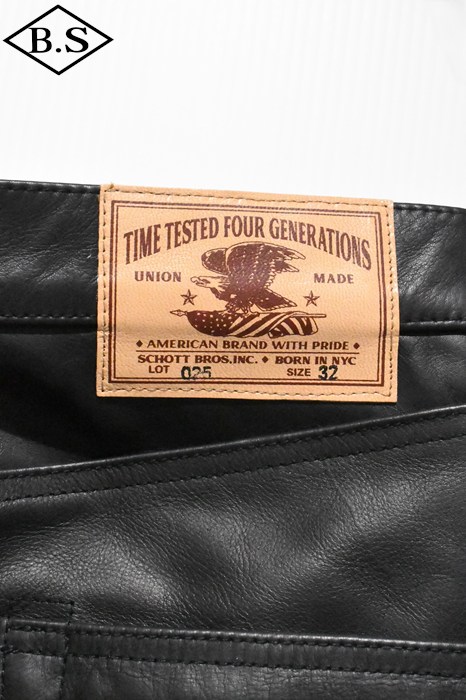 B.S
TIME TESTED FOUR GENERATIONS
UNION MADE
♦ AMERICAN BRAND WITH PRIDE ♦
SCHOTT BROS.INC. ♦ BORN IN NYC
LOT 025 SIZE 32